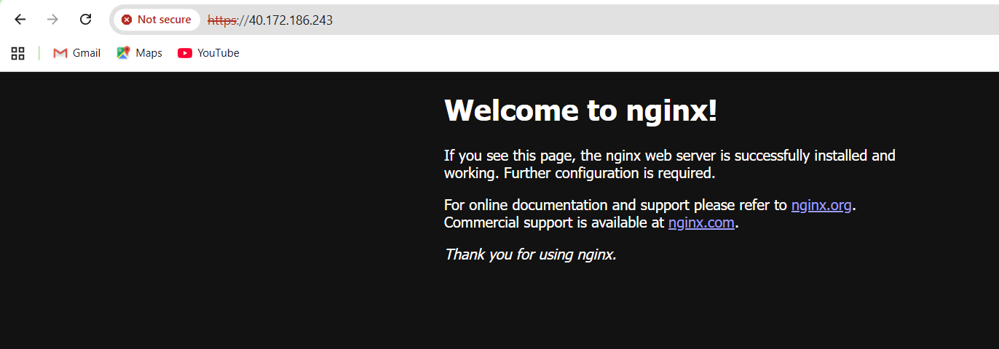 Not secure https://40.172.186.243
Gmail Maps YouTube
Welcome to nginx!
If you see this page, the nginx web server is successfully installed and
working. Further configuration is required.
For online documentation and support please refer to nginx.org.
Commercial support is available at nginx.com.
Thank you for using nginx.